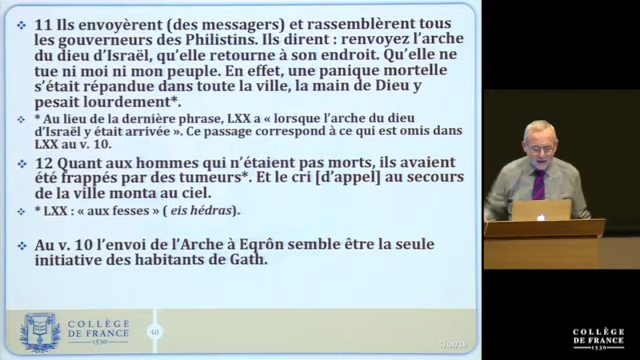 11 Ils envoyèrent (des messagers) et rassemblèrent tous
les gouverneurs des Philistins. Ils dirent : renvoyez l’arche
du dieu d’Israël, qu’elle retourne à son endroit. Qu’elle ne
tue ni moi ni mon peuple. En effet, une panique mortelle
s’était répandue dans toute la ville, la main de Dieu y
pesait lourdement*.
* Au lieu de la dernière phrase, LXX a « lorsque l’arche du dieu
d’Israël y était arrivée ». Ce passage correspond à ce qui est omis dans
LXX au v. 10.
12 Quant aux hommes qui n’étaient pas morts, ils avaient
été frappés par des tumeurs*. Et le cri [d’appel] au secours
de la ville monta au ciel.
* LXX : « aux fesses » ( eis hédras).
Au v. 10 l’envoi de l’Arche à Eqrôn semble être la seule
initiative des habitants de Gath.
COLLÈGE
DE FRANCE
1530
40
COLLÈGE
DE FRANCE
1530